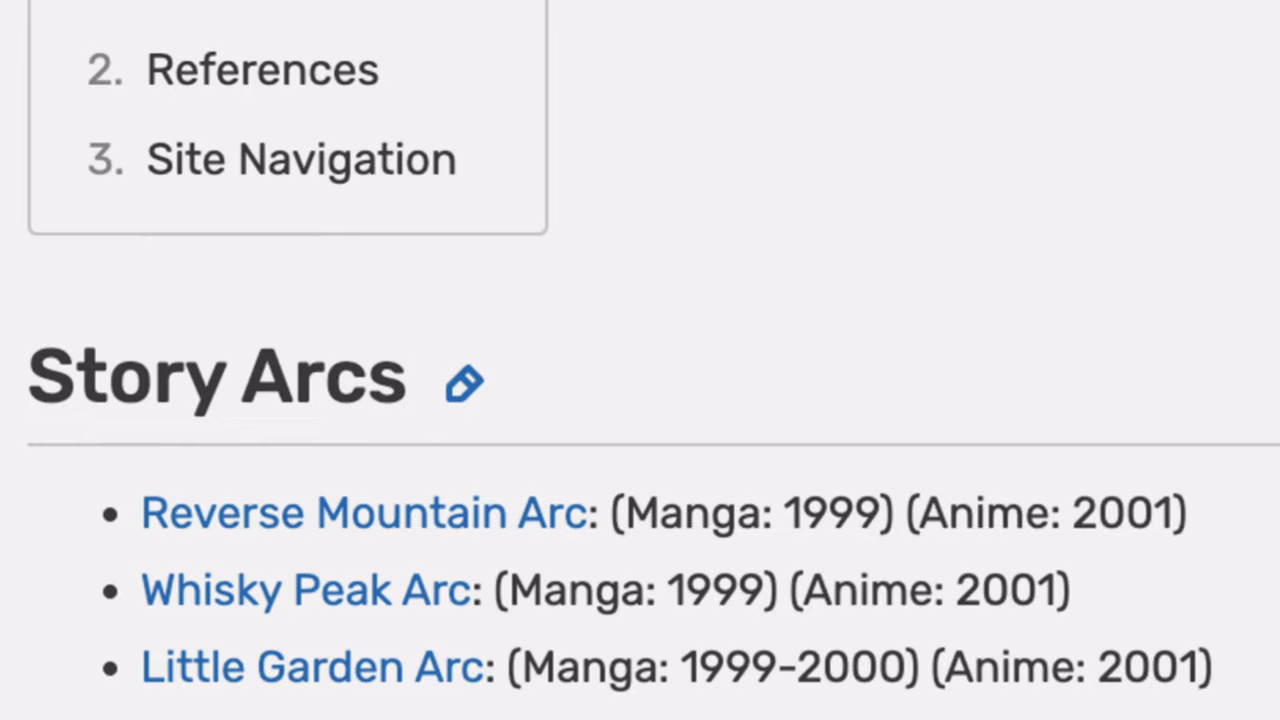 2. References
3. Site Navigation
Story Arcs
• Reverse Mountain Arc: (Manga: 1999) (Anime: 2001)
• Whisky Peak Arc: (Manga: 1999) (Anime: 2001)
• Little Garden Arc: (Manga: 1999-2000) (Anime: 2001)